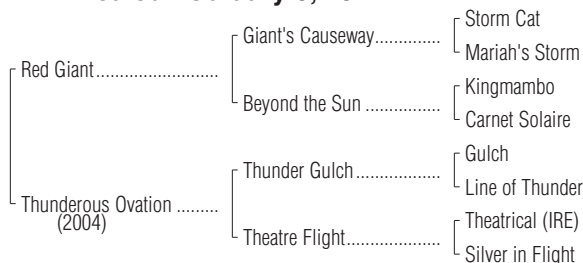 Storm Cat
Giant's Causeway................
Mariah's Storm
Red Giant...........................
Kingmambo
Beyond the Sun ..................
Carnet Solaire
Gulch
Thunder Gulch....................
Line of Thunder
Thunderous Ovation .........
(2004)
Theatrical (IRE)
Theatre Flight......................
Silver in Flight